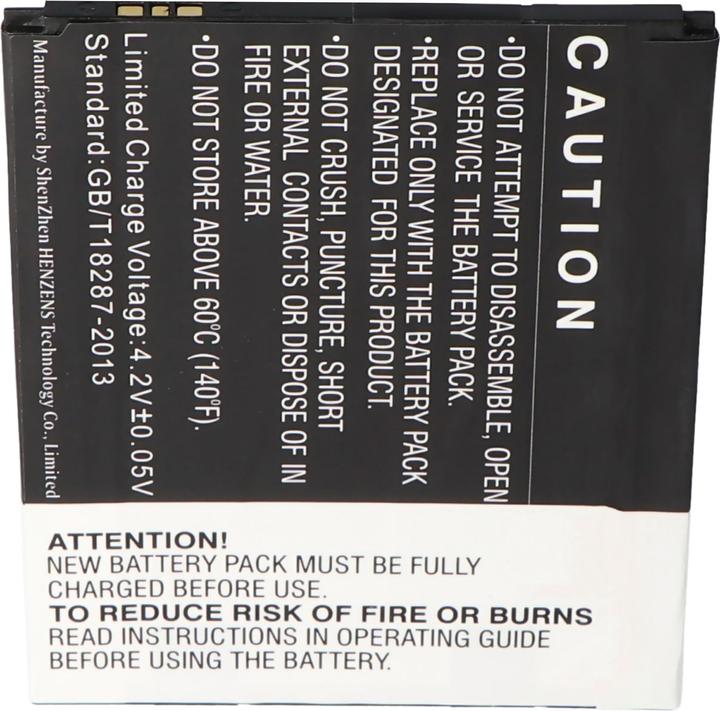 CAUTION
•DO NOT ATTEMPT TO DISASSEMBLE, OPEN
OR SERVICE THE BATTERY PACK.
•REPLACE ONLY WITH THE BATTERY PACK
DESIGNATED FOR THIS PRODUCT.
•DO NOT CRUSH, PUNCTURE, SHORT
EXTERNAL CONTACTS OR DISPOSE OF IN
FIRE OR WATER.
•DO NOT STORE ABOVE 60°C (140°F).
Limited Charge Voltage:4.2V±0.05V
Standard:GB/T18287-2013
Manufacture by ShenZhen HENZENS Technology Co., Limited
ATTENTION!
NEW BATTERY PACK MUST BE FULLY
CHARGED BEFORE USE.
TO REDUCE RISK OF FIRE OR BURNS
READ INSTRUCTIONS IN OPERATING GUIDE
BEFORE USING THE BATTERY.